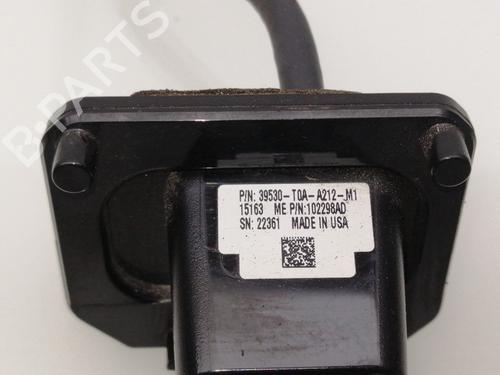 B-PARTS
P/N: 39530-T0A-A212-M1
15163 ME P/N:102298AD
SN: 22361 MADE IN USA